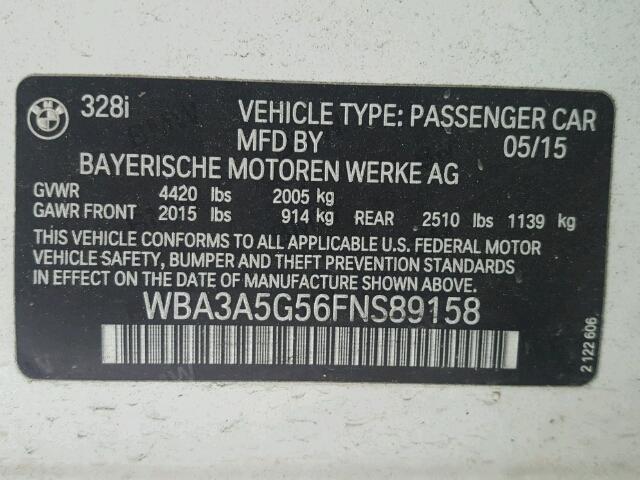 BMW
328i VEHICLE TYPE: PASSENGER CAR
MFD BY 05/15
BAYERISCHE MOTOREN WERKE AG
GVWR 4420 lbs 2005 kg
GAWR FRONT 2015 lbs 914 kg REAR 2510 lbs 1139 kg
THIS VEHICLE CONFORMS TO ALL APPLICABLE U.S. FEDERAL MOTOR
VEHICLE SAFETY, BUMPER AND THEFT PREVENTION STANDARDS
IN EFFECT ON THE DATE OF MANUFACTURE SHOWN ABOVE.
WBA3A5G56FNS89158
2 122 606